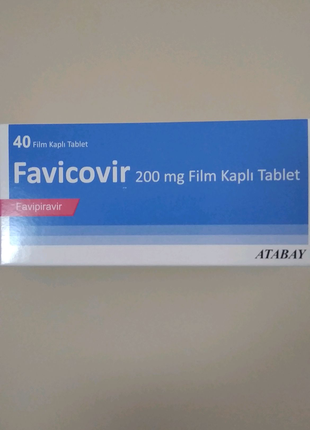 40 Film Kaplı Tablet
Favicovir 200 mg Film Kaplı Tablet
Favipiravir
ATABAY